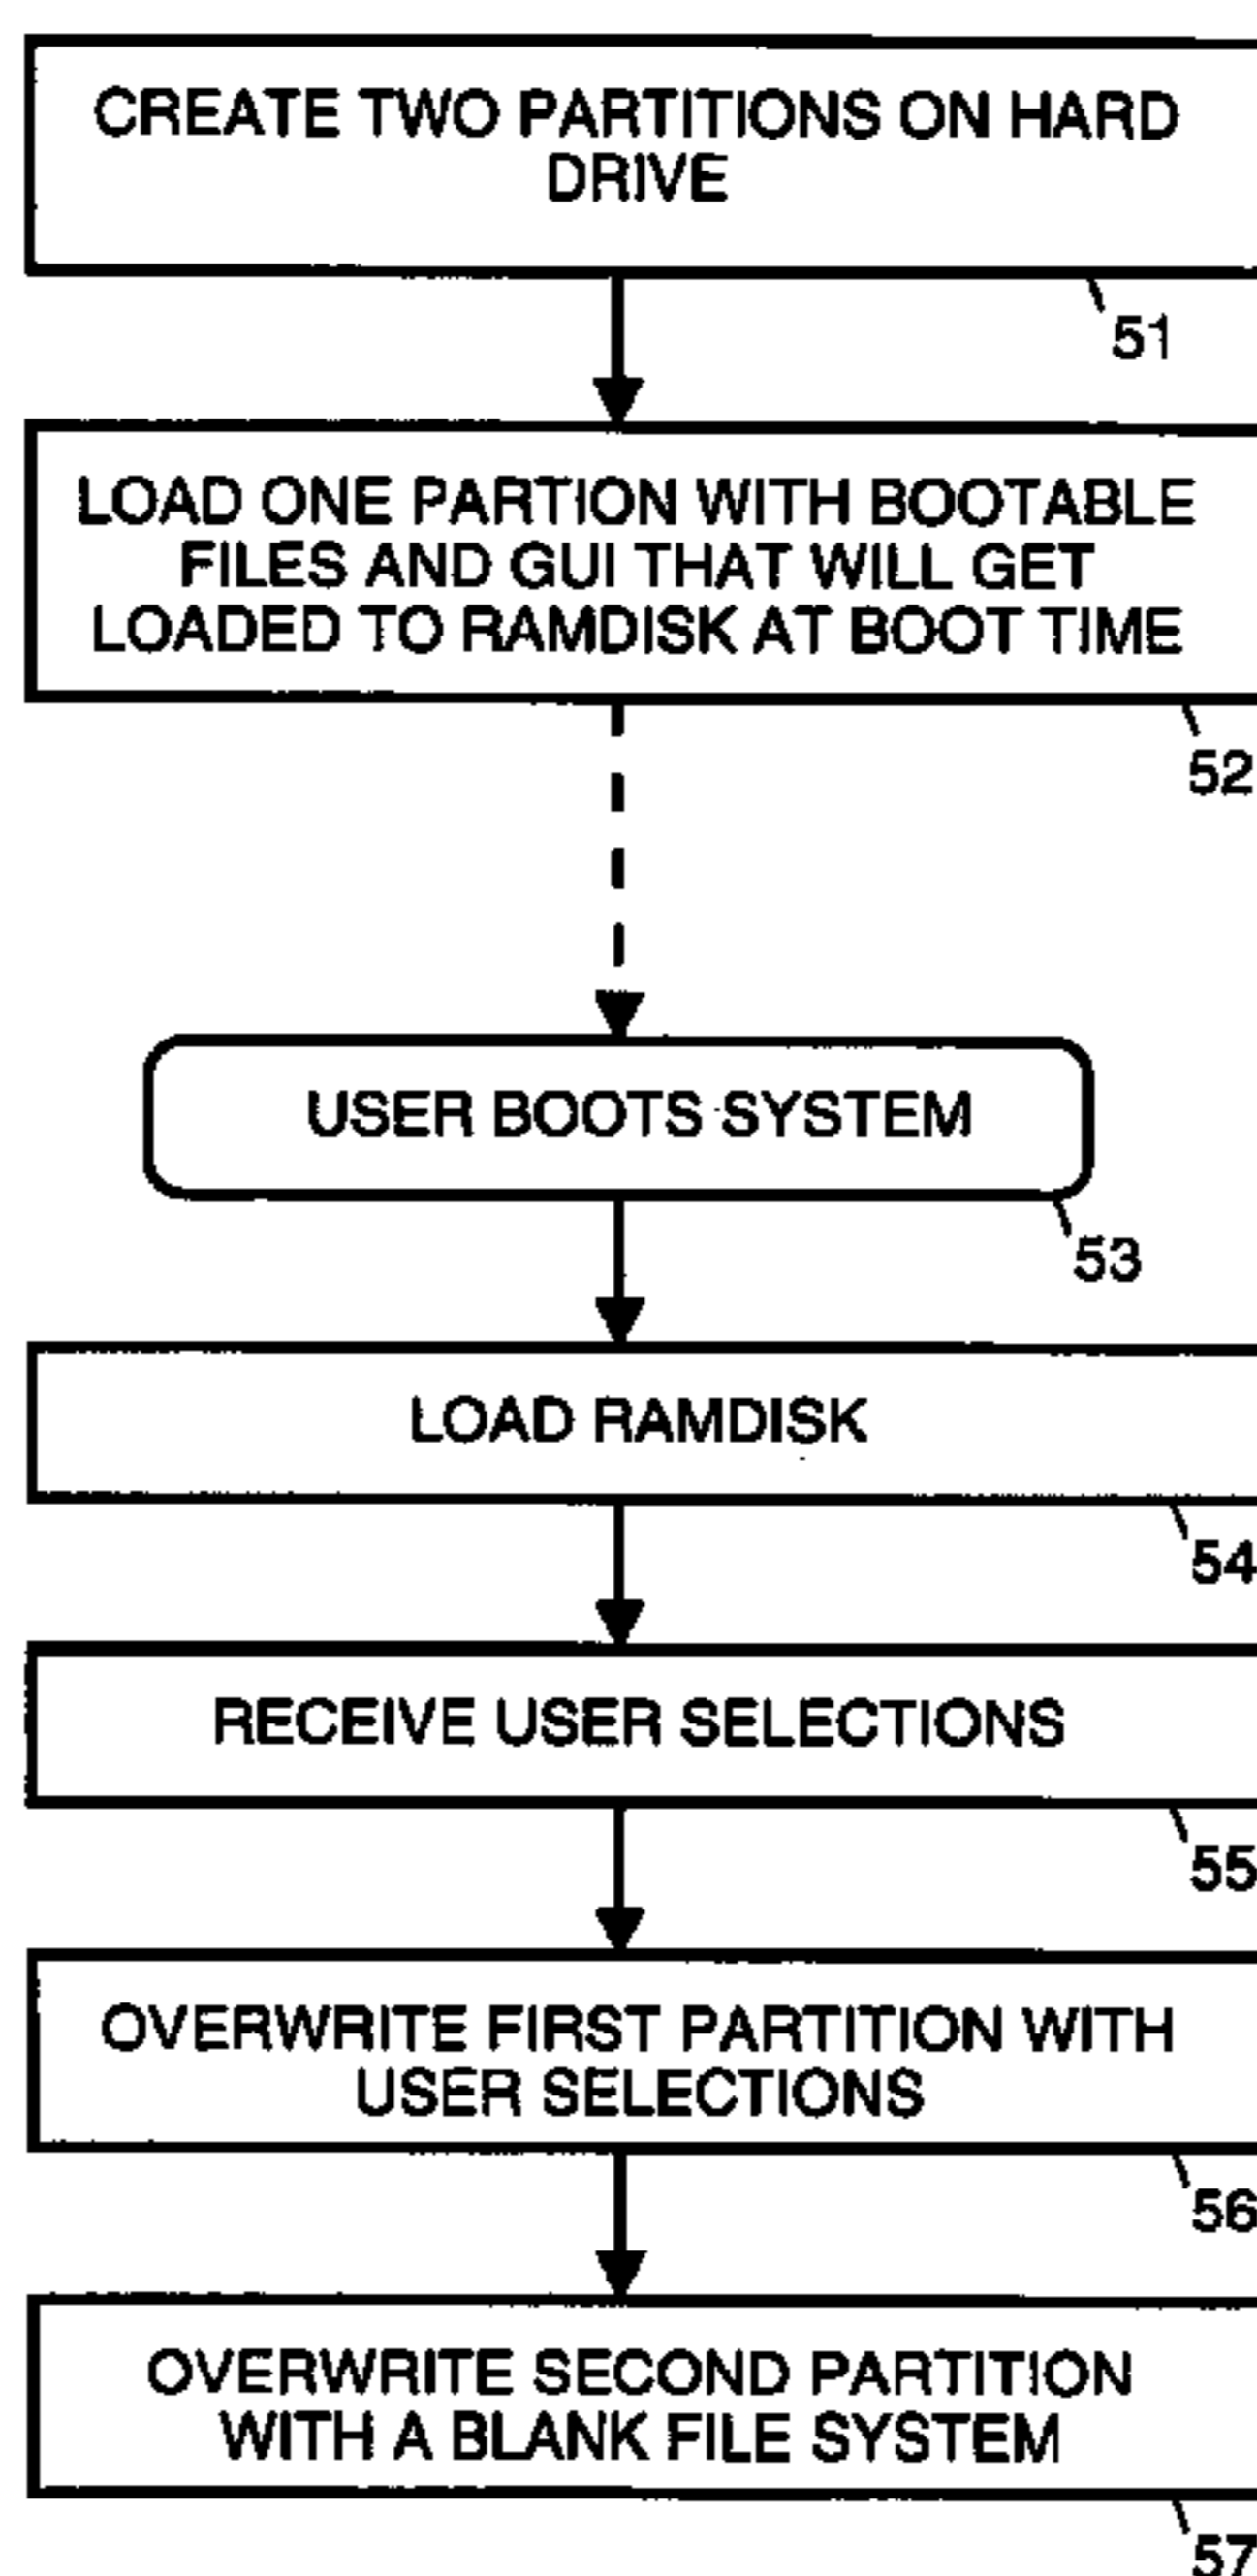 CREATE TWO PARTITIONS ON HARD
DRIVE
51
LOAD ONE PARTION WITH BOOTABLE
FILES AND GUI THAT WILL GET
LOADED TO RAMDISK AT BOOT TIME
52
USER BOOTS SYSTEM
53
LOAD RAMDISK
54
RECEIVE USER SELECTIONS
55
OVERWRITE FIRST PARTITION WITH
USER SELECTIONS
56
OVERWRITE SECOND PARTITION
WITH A BLANK FILE SYSTEM
57